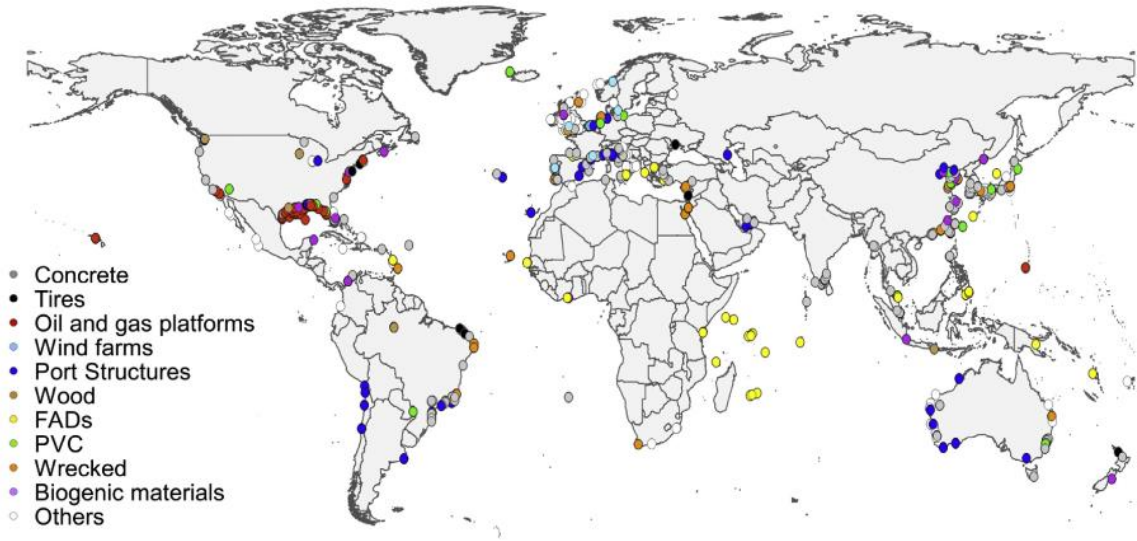 Concrete
Tires
Oil and gas platforms
Wind farms
Port Structures
Wood
FADs
PVC
Wrecked
Biogenic materials
Others